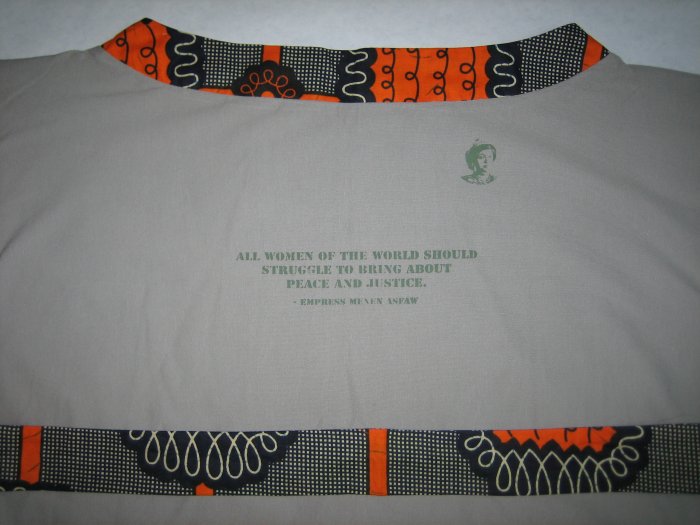 ALL WOMEN OF THE WORLD SHOULD
STRUGGLE TO BRING ABOUT
PEACE AND JUSTICE.
- EMPRESS MENEN ASFAW